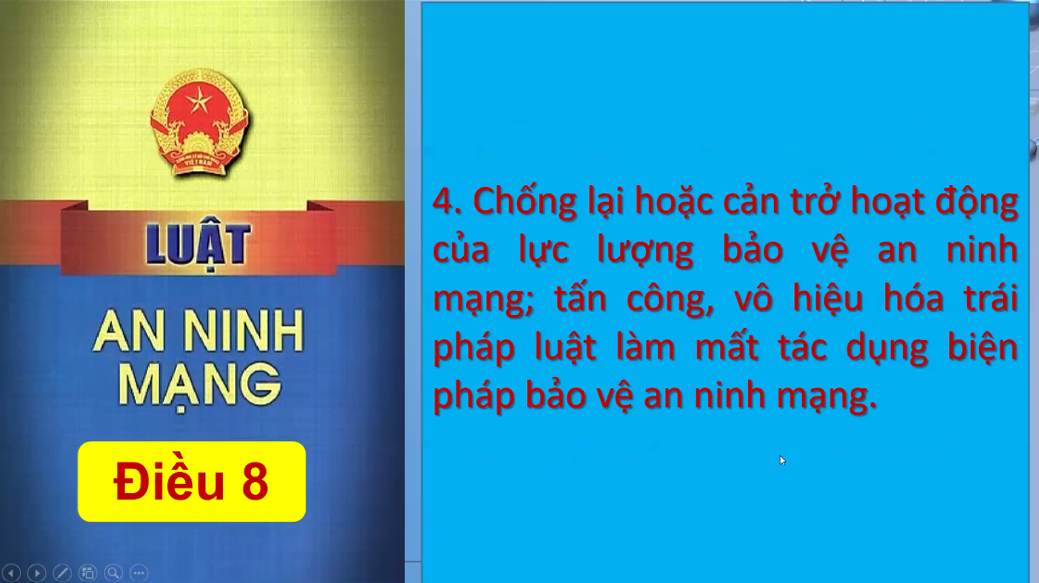 LUẬT
AN NINH
MẠNG
Điều 8
4. Chống lại hoặc cản trở hoạt động
của lực lượng bảo vệ an ninh
mạng; tấn công, vô hiệu hóa trái
pháp luật làm mất tác dụng biện
pháp bảo vệ an ninh mạng.